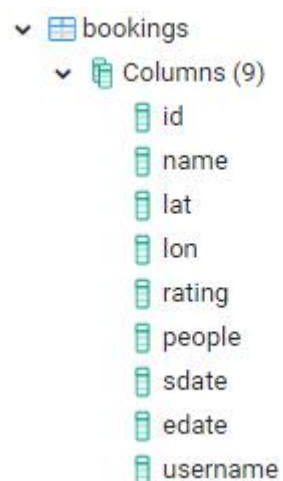 bookings
Columns (9)
id
name
lat
lon
rating
people
sdate
edate
username